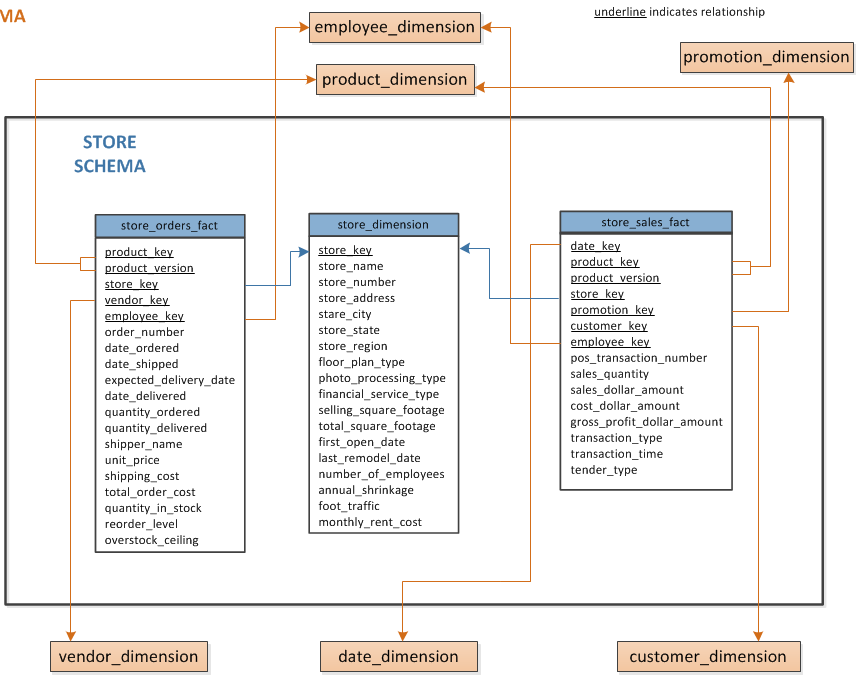 MA
underline indicates relationship
employee_dimension
promotion_dimension
product_dimension
STORE
SCHEMA
store_orders_fact
product_key
product_version
store_key
vendor_key
employee_key
order_number
date_ordered
date_shipped
expected_delivery_date
date_delivered
quantity_ordered
quantity_delivered
shipper_name
unit_price
shipping_cost
total_order_cost
quantity_in_stock
reorder_level
overstock_ceiling
store_dimension
store_key
store_name
store_number
store_address
stare_city
store_state
store_region
floor_plan_type
photo_processing_type
financial_service_type
selling_square_footage
total_square_footage
first_open_date
last_remodel_date
number_of_employees
annual_shrinkage
foot_traffic
monthly_rent_cost
store_sales_fact
date_key
product_key
product_version
store_key
promotion_key
customer_key
employee_key
pos_transaction_number
sales_quantity
sales_dollar_amount
cost_dollar_amount
gross_profit_dollar_amount
transaction_type
transaction_time
tender_type
vendor_dimension
date_dimension
customer_dimension